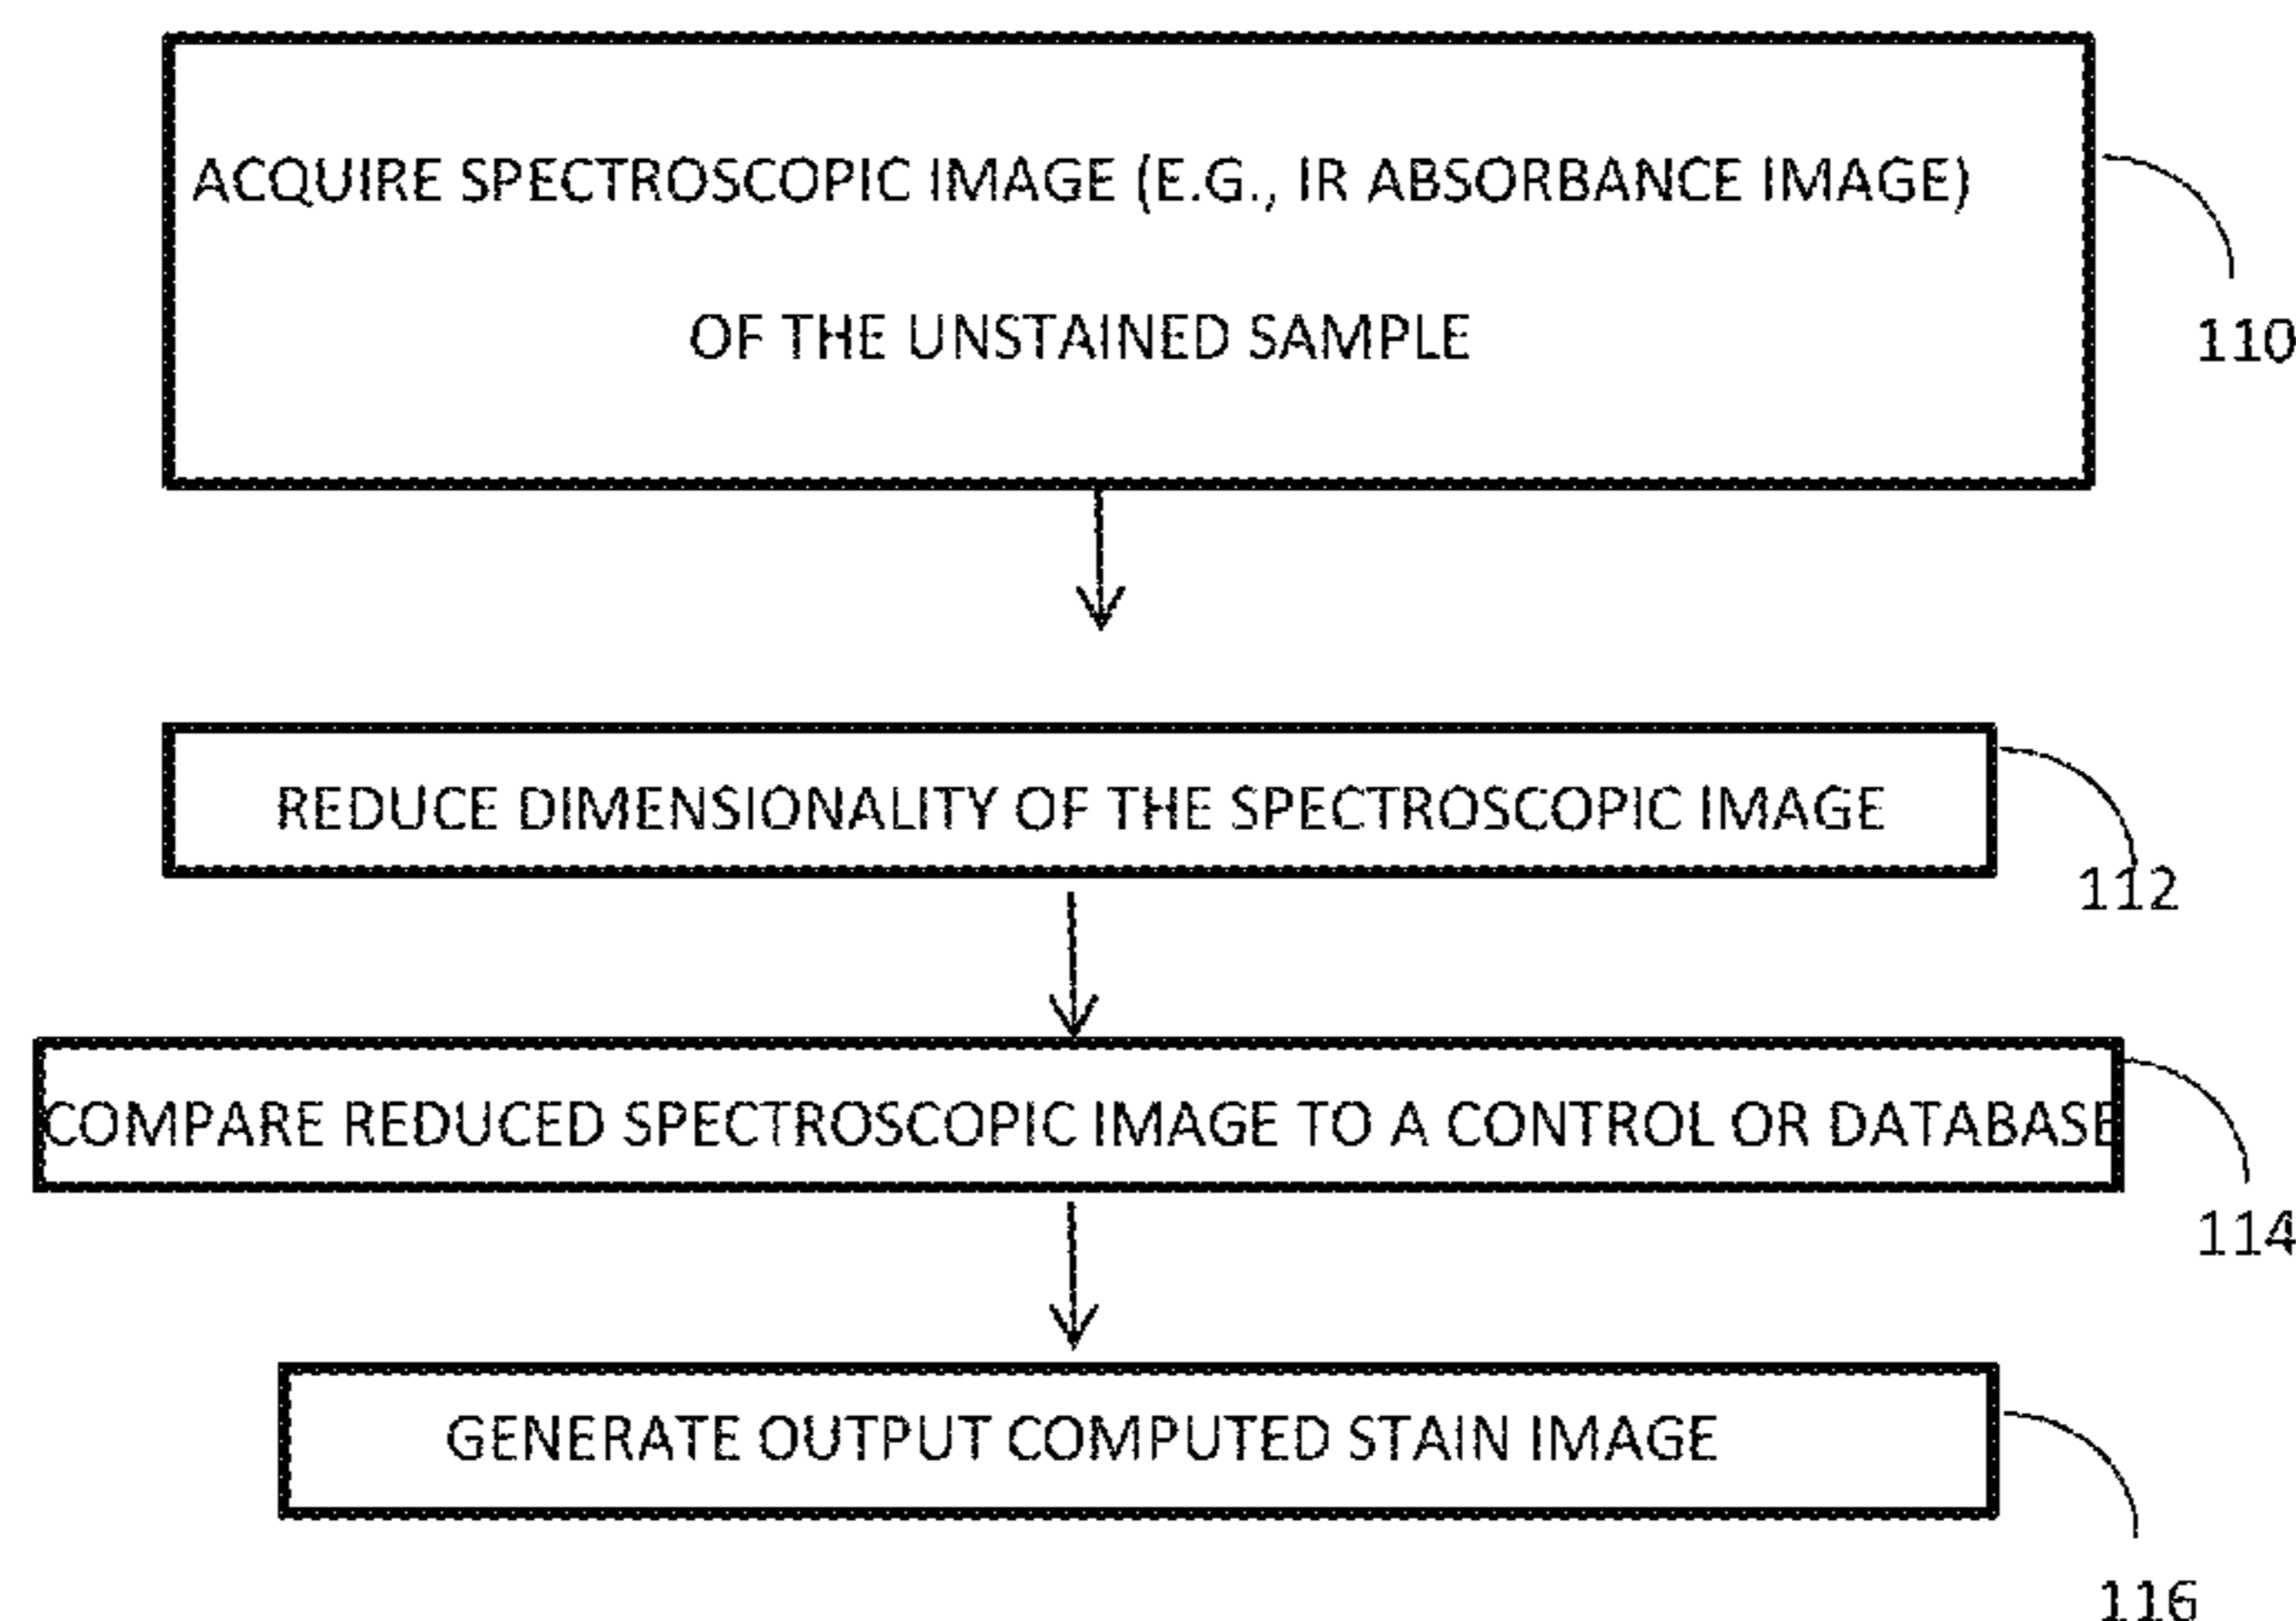 ACQUIRE SPECTROSCOPIC IMAGE (E.G., IR ABSORBANCE IMAGE)
OF THE UNSTAINED SAMPLE
110
REDUCE DIMENSIONALITY OF THE SPECTROSCOPIC IMAGE
112
COMPARE REDUCED SPECTROSCOPIC IMAGE TO A CONTROL OR DATABASE
114
GENERATE OUTPUT COMPUTED STAIN IMAGE
116